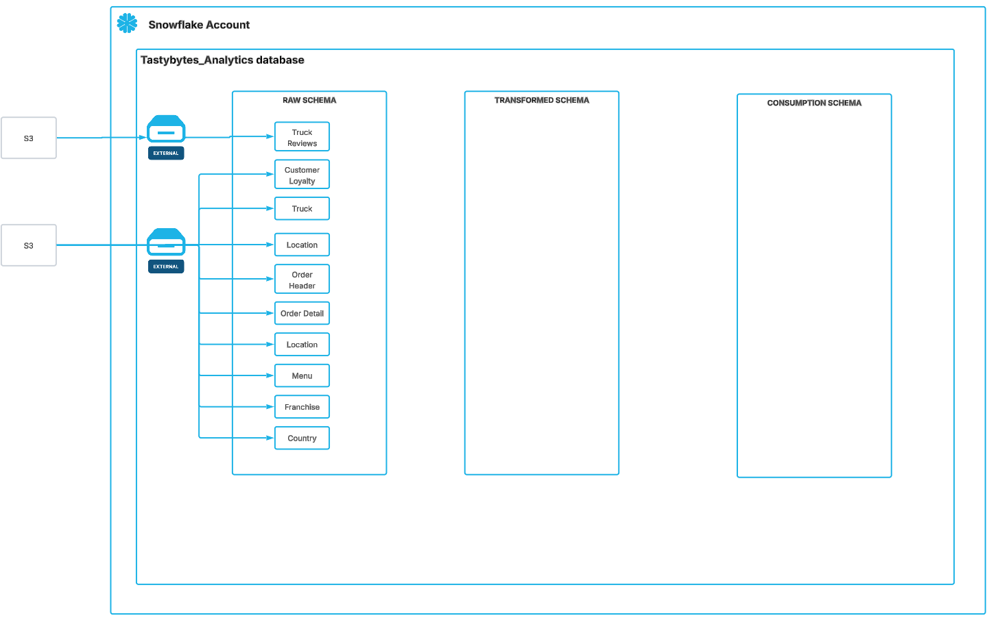 Snowflake Account
Tastybytes_Analytics database
RAW SCHEMA
TRANSFORMED SCHEMA
CONSUMPTION SCHEMA
S3
EXTERNAL
Truck
Reviews
Customer
Loyalty
Truck
S3
EXTERNAL
Location
Order
Header
Order Detail
Location
Menu
Franchise
Country